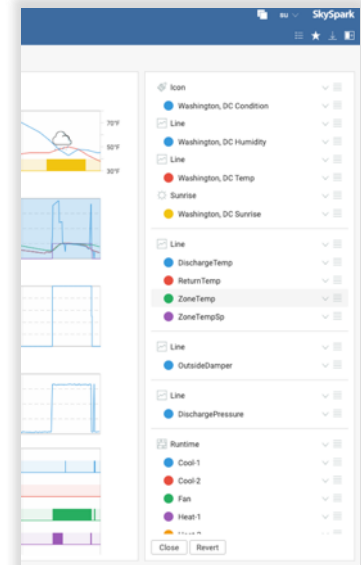 su SkySpark
Icon
Washington, DC Condition
Line
Washington, DC Humidity
Line
Washington, DC Temp
Sunrise
Washington, DC Sunrise
70°F
50°F
30°F
Line
DischargeTemp
ReturnTemp
ZoneTemp
ZoneTempSp
Line
OutsideDamper
Line
DischargePressure
Runtime
Cool-1
Cool-2
Fan
Heat-1
Close Revert